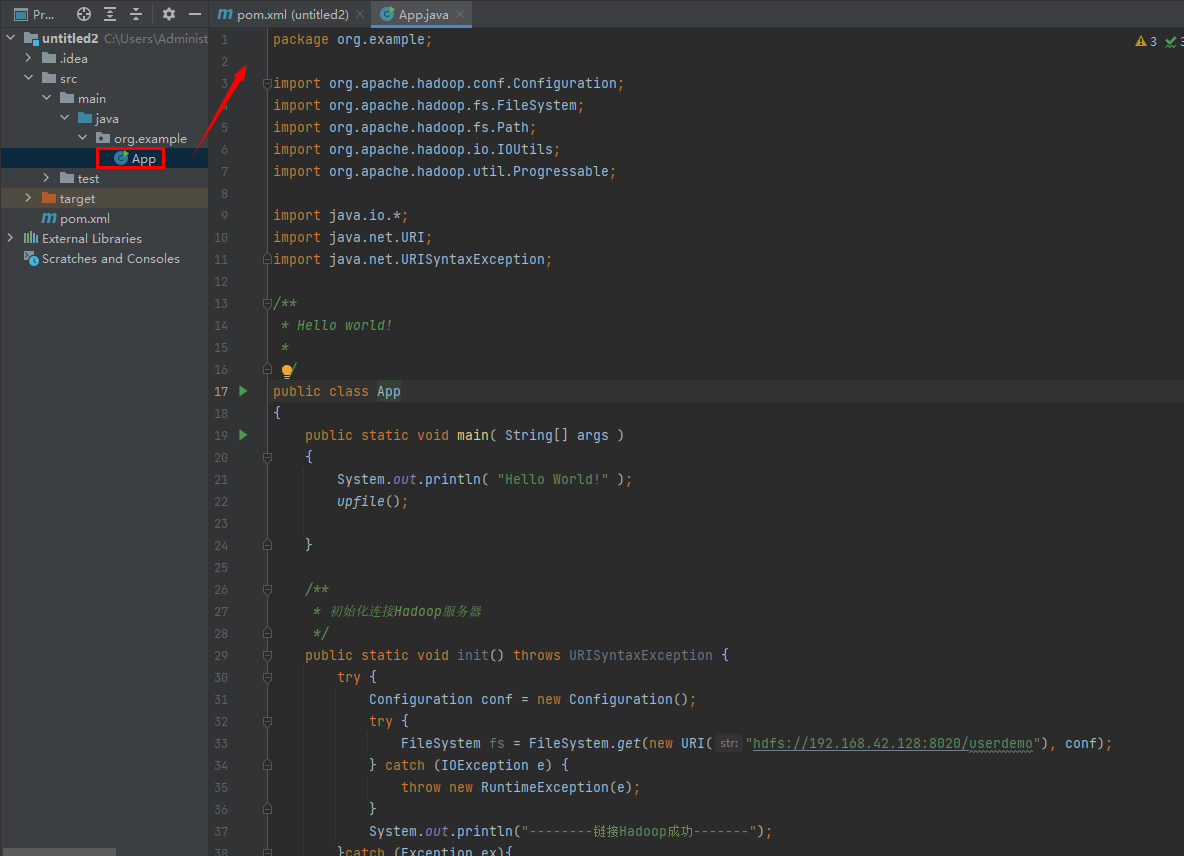 Pr...
pom.xml (untitled2)
App.java
untitled2 C:\Users\Administ
.idea
src
main
java
org.example
App
test
target
m pom.xml
External Libraries
Scratches and Consoles
3
1 package org.example;
2
3 import org.apache.hadoop.conf.Configuration;
4 import org.apache.hadoop.fs.FileSystem;
5 import org.apache.hadoop.fs.Path;
6 import org.apache.hadoop.io.IOUtils;
7 import org.apache.hadoop.util.Progressable;
8
9 import java.io.*;
10 import java.net.URI;
11 import java.net.URISyntaxException;
12
13 /**
14 * Hello world!
15 *
16 */
17 public class App
18 {
19 public static void main( String[] args )
20 {
21 System.out.println( "Hello World!" );
22 upfile();
23
24 }
25
26 /**
27 * 初始化连接Hadoop服务器
28 */
29 public static void init() throws URISyntaxException {
30 try {
31 Configuration conf = new Configuration();
32 try {
33 FileSystem fs = FileSystem.get(new URI( str: "hdfs://192.168.42.128:8020/userdemo"), conf);
34 } catch (IOException e) {
35 throw new RuntimeException(e);
36 }
37 System.out.println("--------链接Hadoop成功-------");
38 }catch (Exception ex){